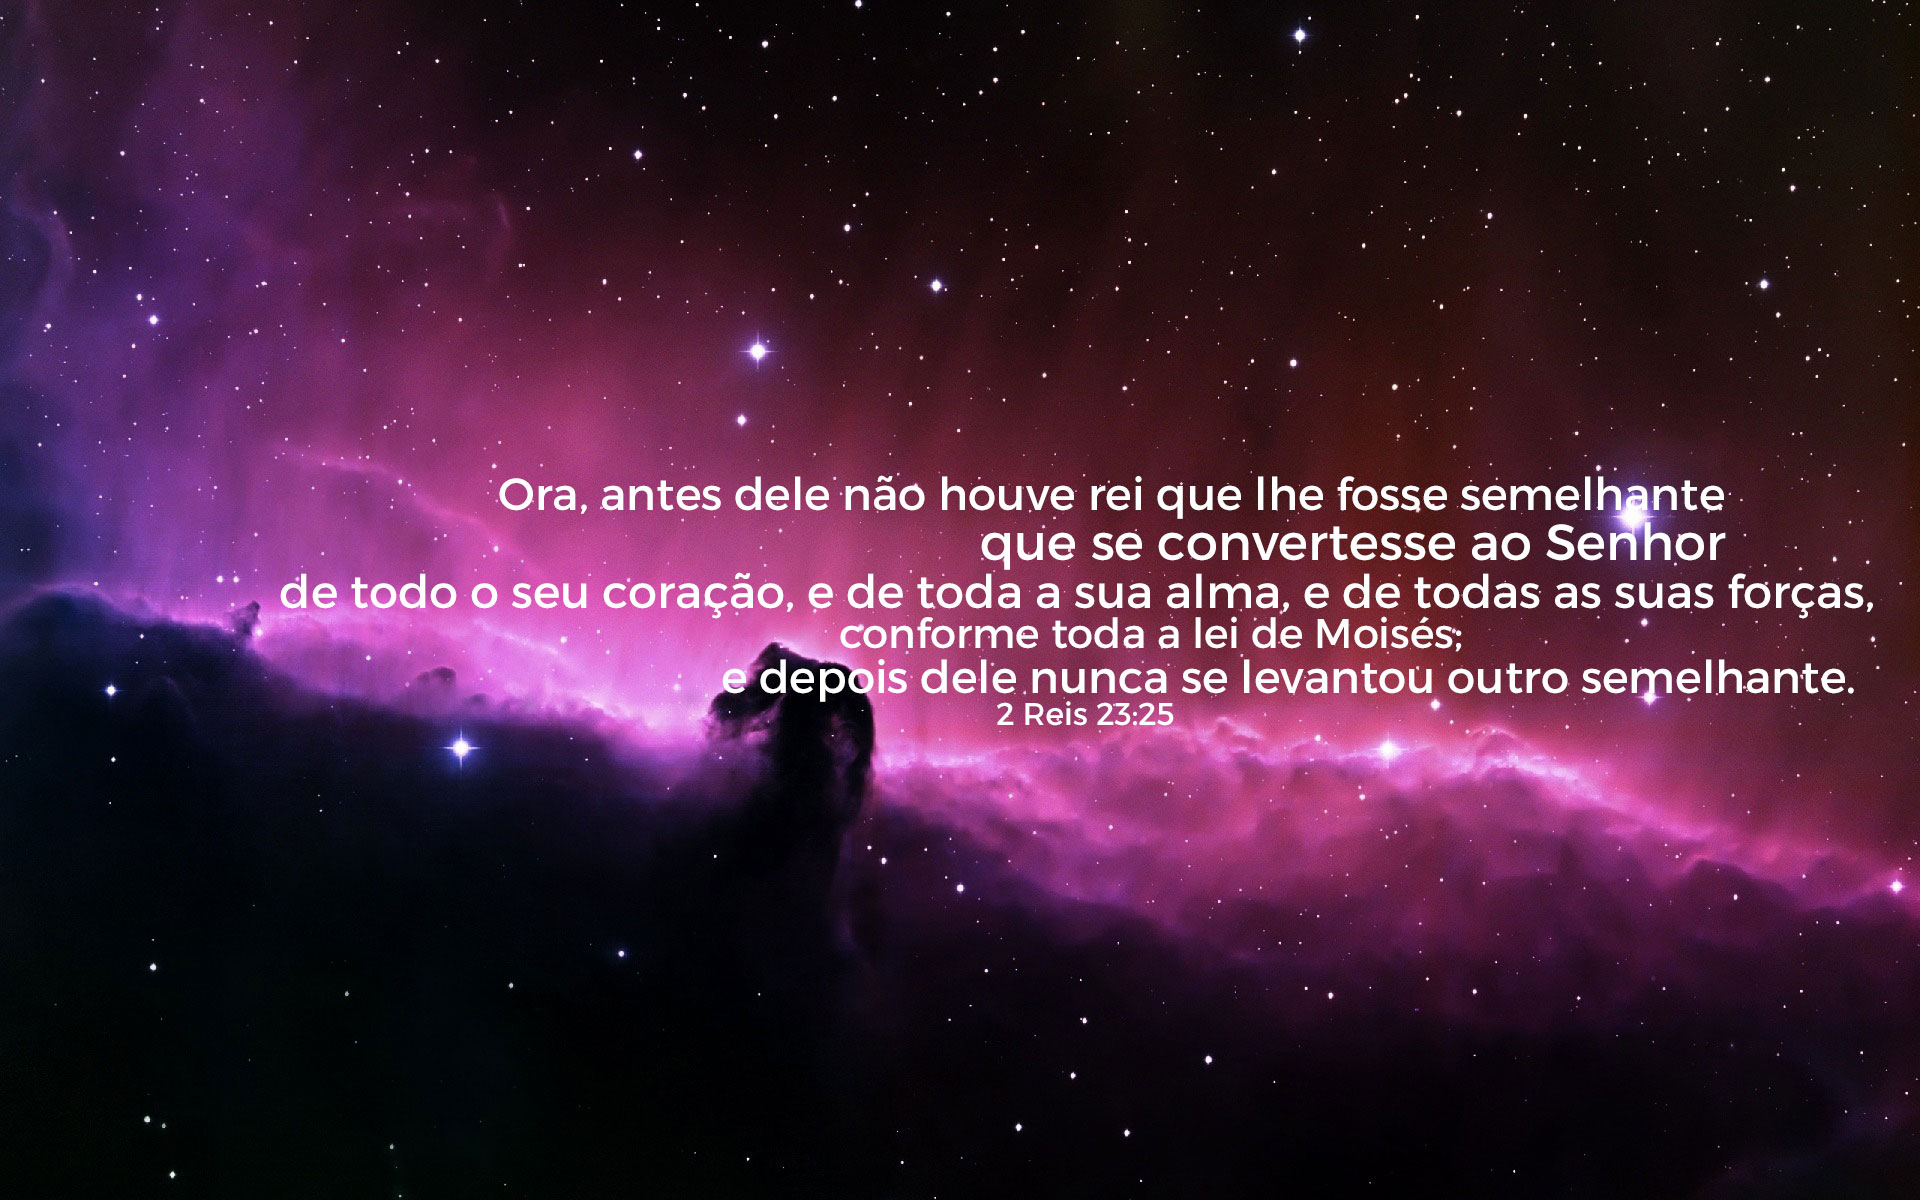 Ora, antes dele não houve rei que lhe fosse semelhante
que se convertesse ao Senhor
de todo o seu coração, e de toda a sua alma, e de todas as suas forças,
conforme toda a lei de Moisés;
e depois dele nunca se levantou outro semelhante.
2 Reis 23:25